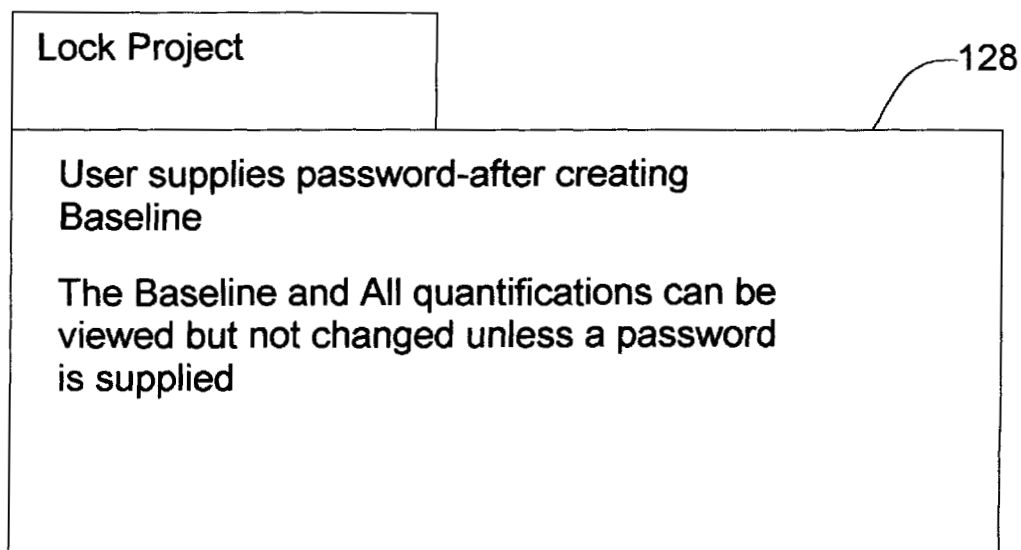 Lock Project
128
User supplies password-after creating
Baseline
The Baseline and All quantifications can be
viewed but not changed unless a password
is supplied